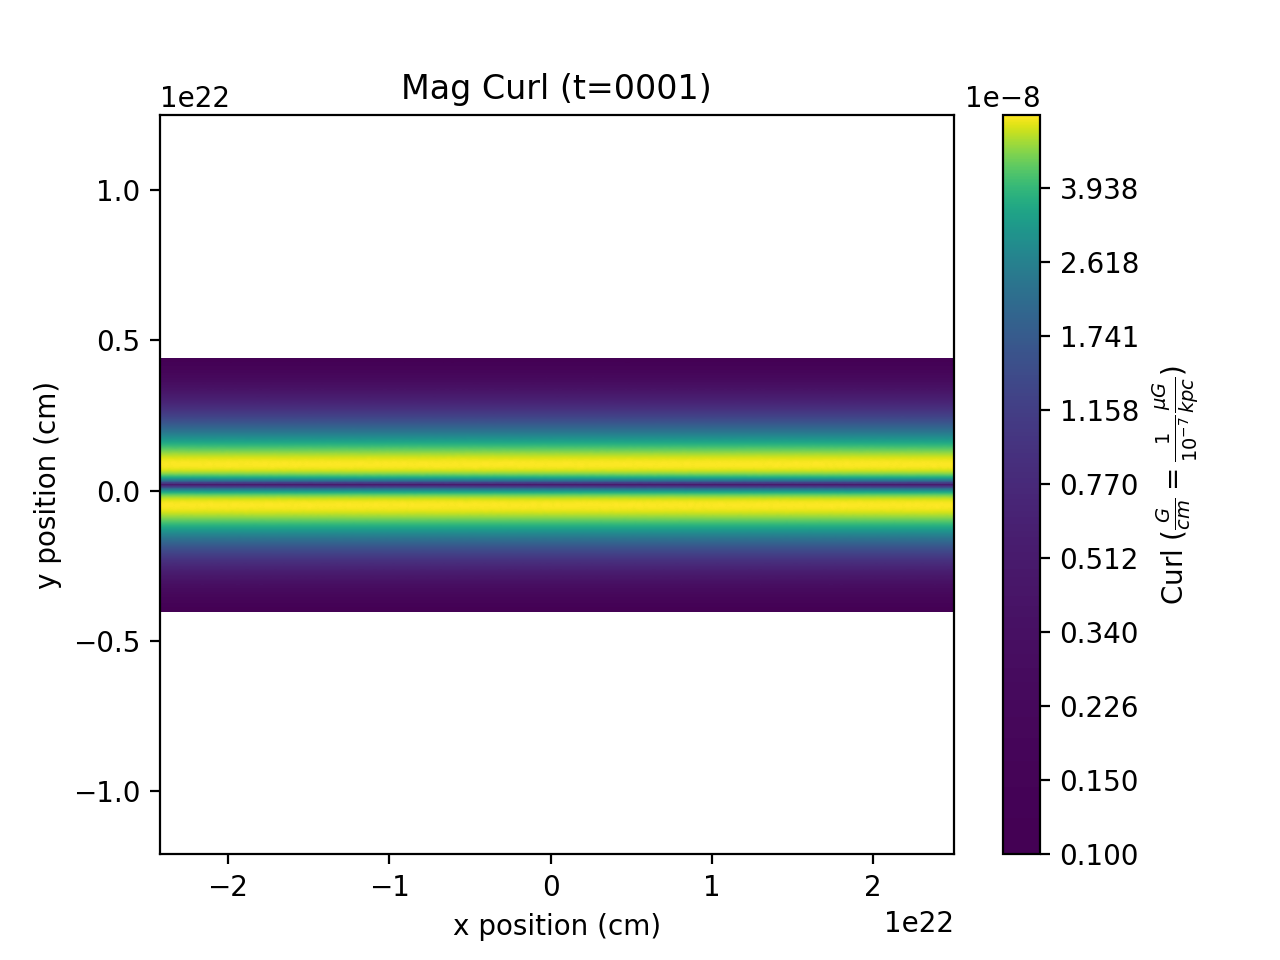 Mag Curl (t=0001)
1e22
1e−8
1.0
0.5
0.0
−0.5
−1.0
y position (cm)
−2
−1
0
1
2
1e22
x position (cm)
3.938
2.618
1.741
1.158
0.770
0.512
0.340
0.226
0.150
0.100
Curl (G/cm = 1/10⁻⁷ μG/kpc)